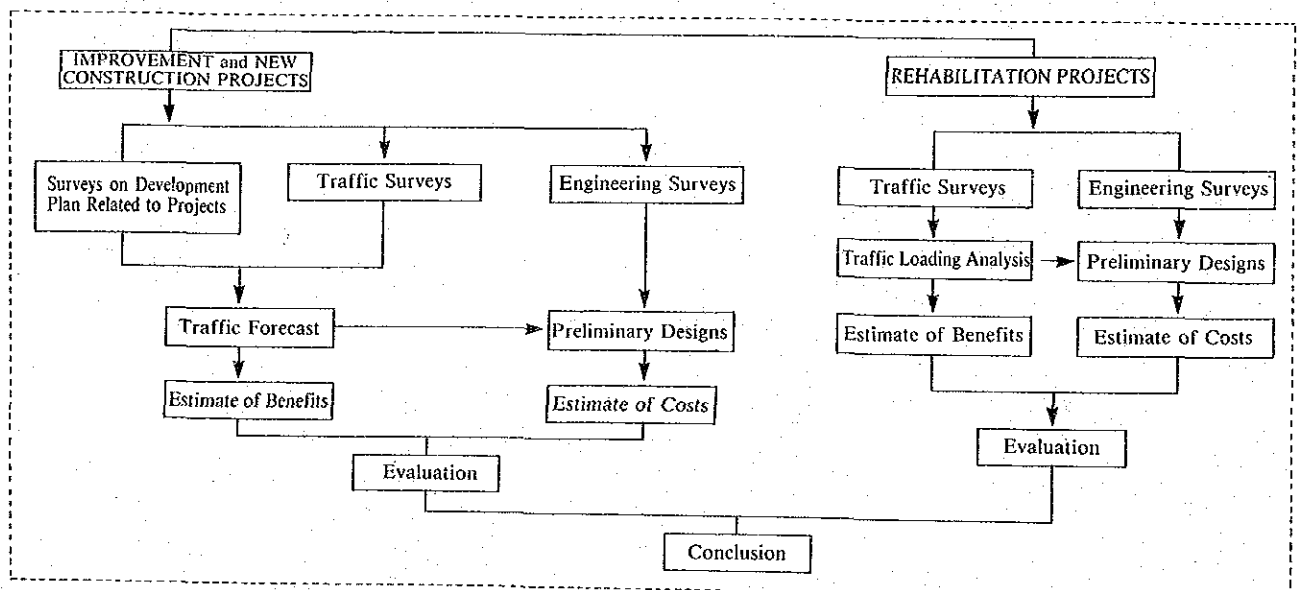 IMPROVEMENT and NEW
CONSTRUCTION PROJECTS
REHABILITATION PROJECTS
Surveys on Development
Plan Related to Projects
Traffic Surveys
Engineering Surveys
Traffic Forecast
Preliminary Designs
Estimate of Benefits
Estimate of Costs
Evaluation
Traffic Surveys
Engineering Surveys
Traffic Loading Analysis
Preliminary Designs
Estimate of Benefits
Estimate of Costs
Evaluation
Conclusion